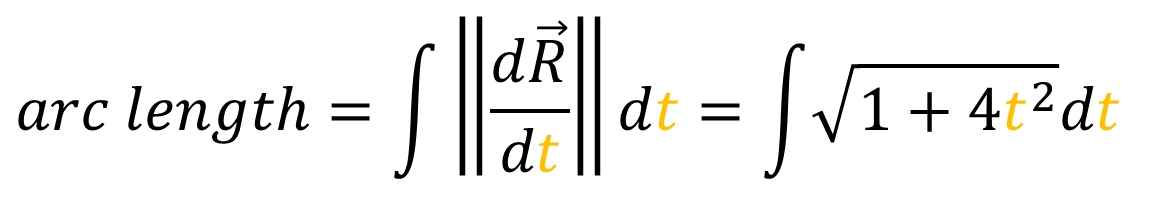 arc length = ∫ ‖dR⃗/dt‖ dt = ∫ √(1 + 4t²) dt